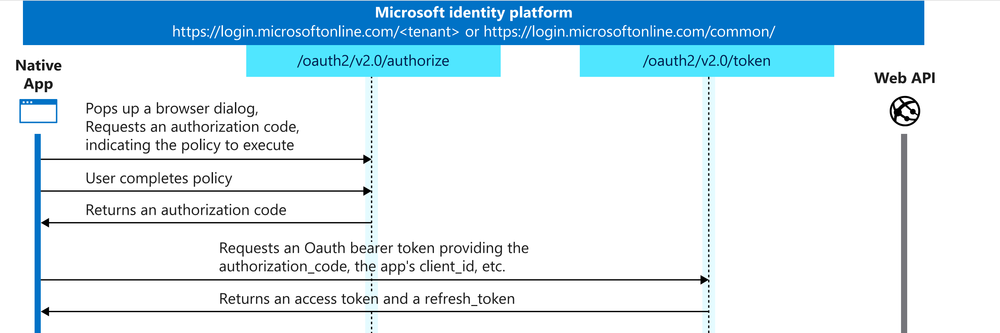 Microsoft identity platform
https://login.microsoftonline.com/<tenant> or https://login.microsoftonline.com/common/
/oauth2/v2.0/authorize
/oauth2/v2.0/token
Native
App
Web API
Pops up a browser dialog,
Requests an authorization code,
indicating the policy to execute
User completes policy
Returns an authorization code
Requests an Oauth bearer token providing the
authorization_code, the app's client_id, etc.
Returns an access token and a refresh_token